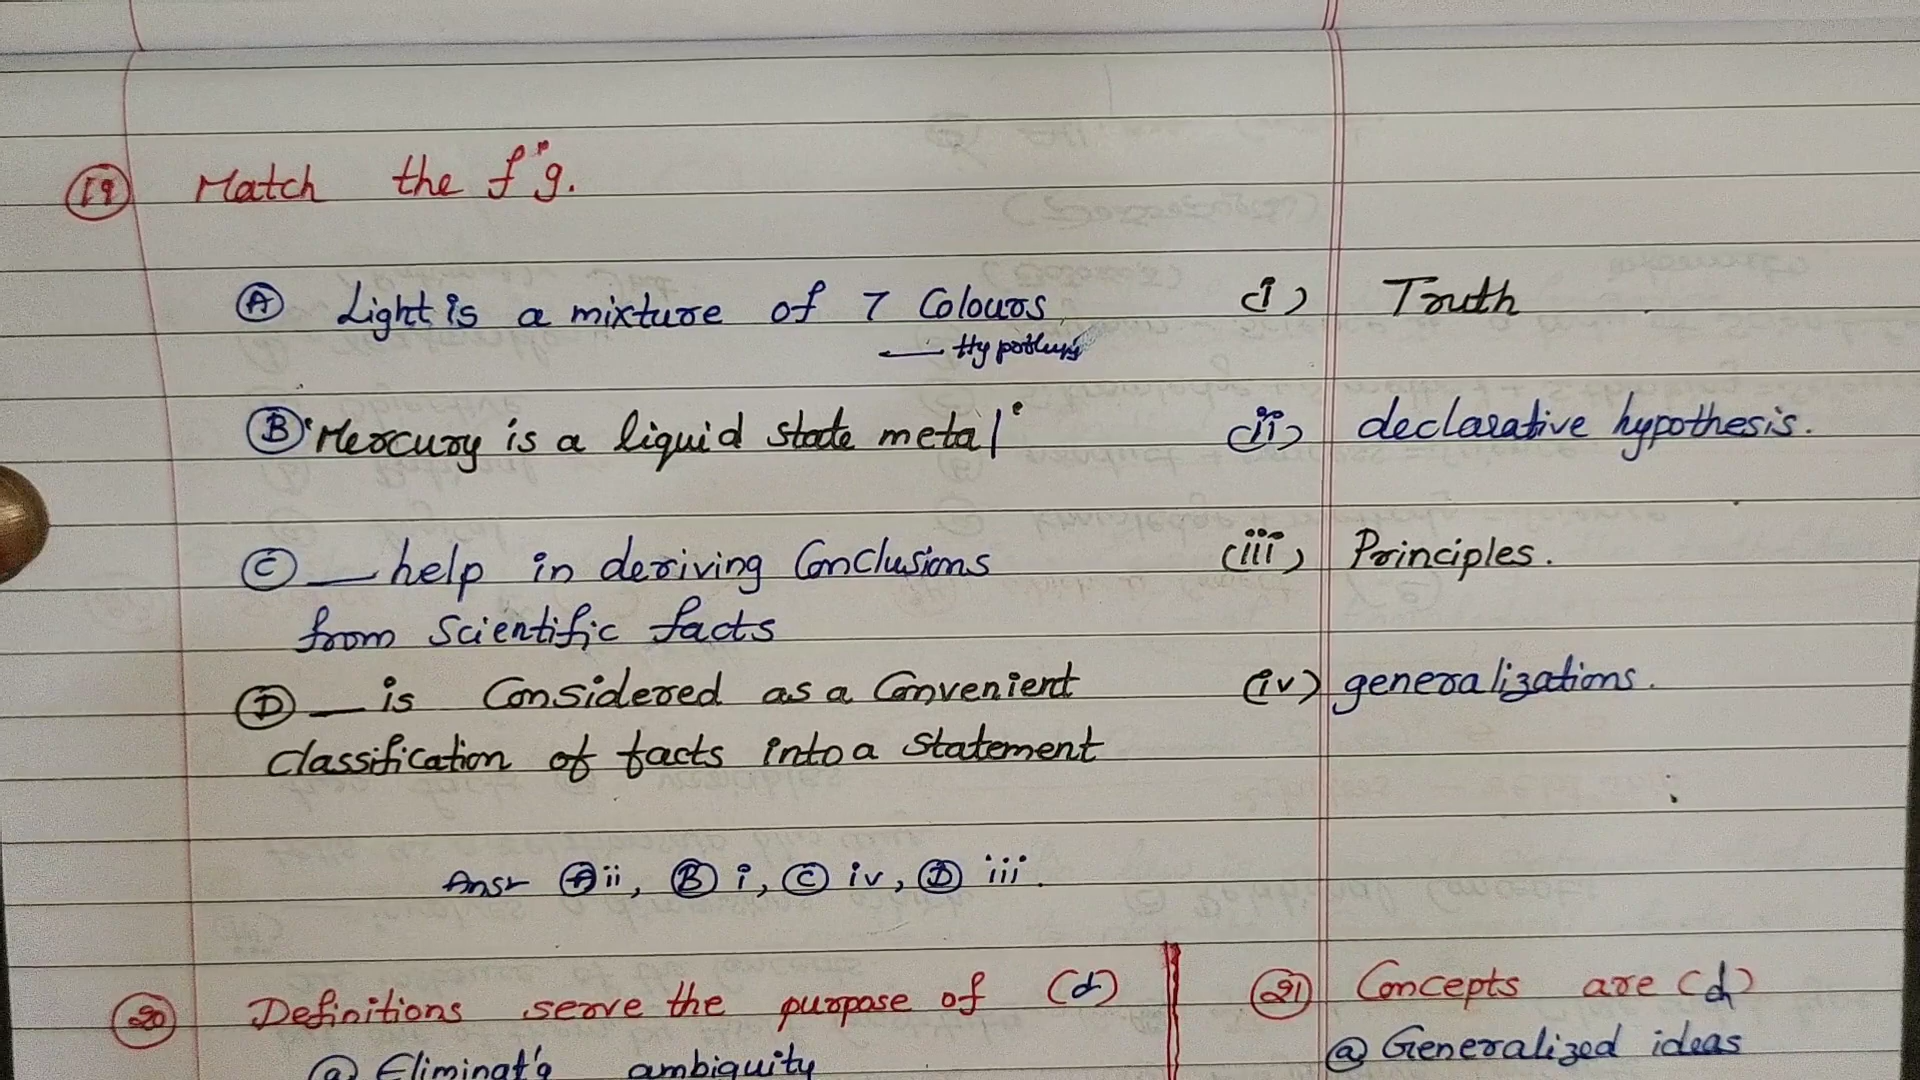 19 Match the f"g.
A Light is a mixture of 7 Colours (i) Truth
— Hypothesis
B 'Mercury is a liquid state metal' (ii) declarative hypothesis.
C — help in deriving Conclusions (iii) Principles.
from Scientific facts
D — is Considered as a Convenient (iv) generalizations.
Classification of facts into a Statement
Ans:- A ii, B i, C iv, D iii.
20 Definitions serve the purpose of (d)
a Eliminat'g ambiguity
21 Concepts are (d)
a Generalized ideas